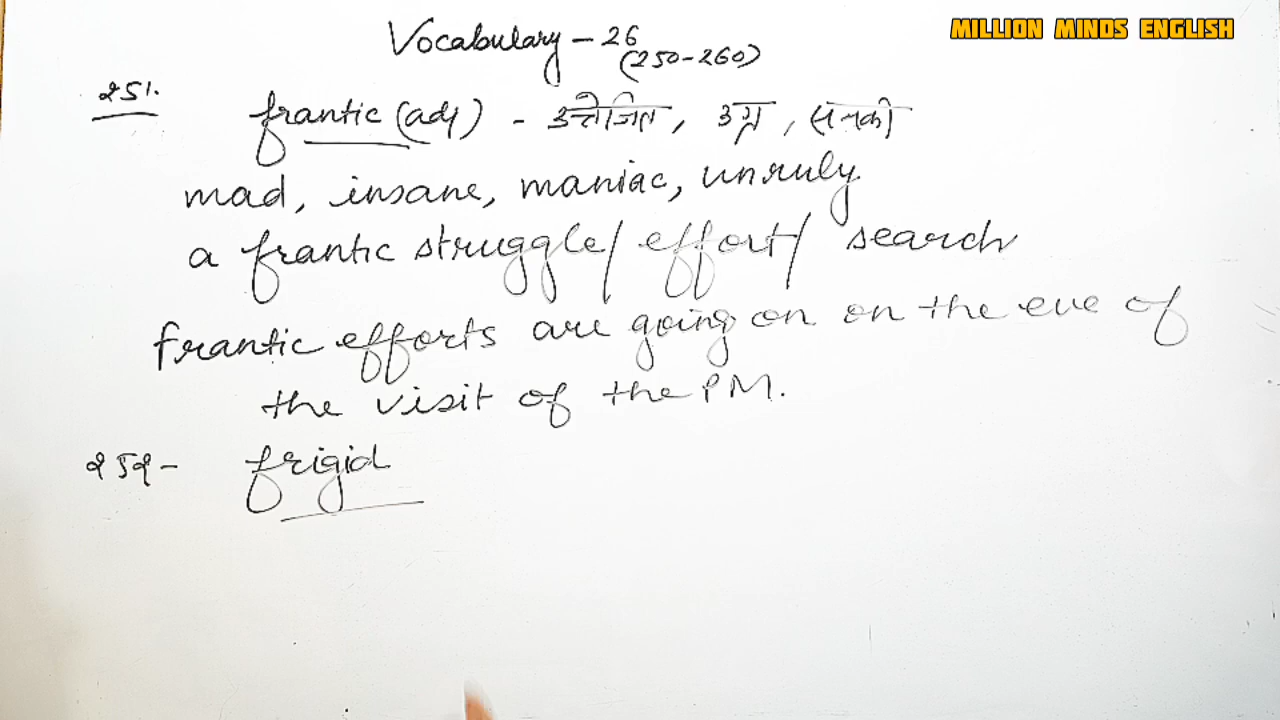 MILLION MINDS ENGLISH
Vocabulary - 26
(250-260)
251.
frantic (adj) - उत्तेजित, उग्र, सनकी
mad, insane, maniac, unruly
a frantic struggle/ effort/ search
frantic efforts are going on on the eve of
the visit of the PM.
252- frigid